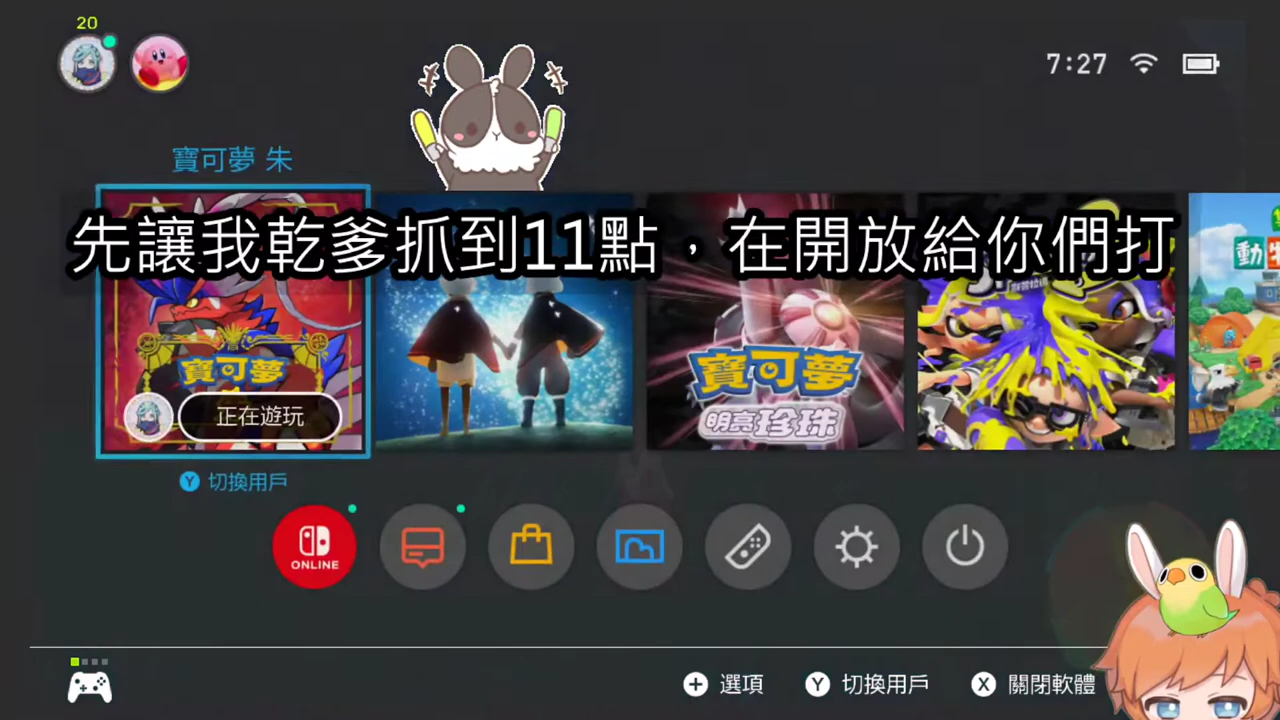 20
7:27
寶可夢 朱
先讓我乾爹抓到11點，在開放給你們打
寶可夢
正在遊玩
寶可夢
明亮珍珠
動
Y 切換用戶
ONLINE
+ 選項
Y 切換用戶
X 關閉軟體